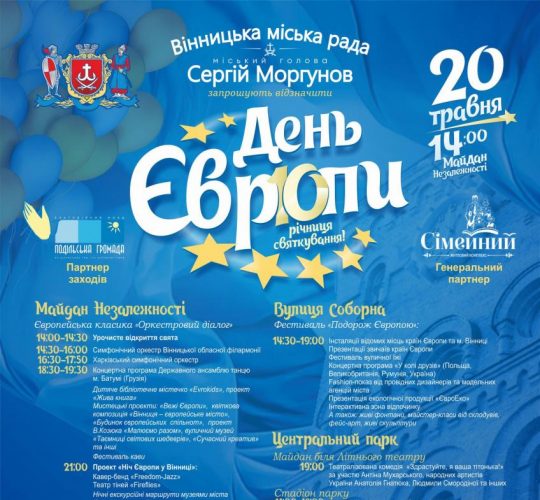 Вінницька міська рада
міський голова
Сергій Моргунов
запрошують відзначити
День
Європи
10
річниця
святкування!
20
травня
14:00
Майдан
Незалежності
ПОДІЛЬСЬКА ГРОМАДА
Партнер
заходів
Сімейний
Генеральний
партнер
Майдан Незалежності
Європейська класика «Оркестровий діалог»
14:00–14:30 Урочисте відкриття свята
14:30–16:00 Симфонічний оркестр Вінницької обласної філармонії
16:30–17:50 Харківський симфонічний оркестр
18:30–19:30 Концертна програма Державного ансамблю танцю
м. Батумі (Грузія)
Дитяче бібліотечне містечко «Evrokids», проект
«Жива книга»
Мистецькі проекти: «Вежі Європи», квіткова
композиція «Вінниця – європейське місто»,
«Будинок європейських спільнот», проект
В.Козюка «Малюємо разом», вуличний музей
«Таємниці світових шедеврів», «Сучасний креатив»
та інш
Фестиваль кави
21:00 Проект «Ніч Європи у Вінниці»:
Кавер-бенд «Freedom-Jazz»
Театр тіней «Fireflies»
Нічні екскурсійні маршрути музеями міста
Вулиця Соборна
Фестиваль «Подорож Європою»:
14:30–19:00 Інсталяції відомих місць країн Європи та м. Вінниці
Презентації звичаїв країн Європи
Фестиваль вуличної їжі
Концертна програма «У колі друзів» (Польща,
Великобританія, Румунія, Україна)
Fashion-показ від провідних дизайнерів та модельних
агенцій міста
Презентація екологічної продукції «ЄвроЕко»
Інтерактивна зона відпочинку
А також: живі фонтани, майстер-класи від складуфів,
фейс-арт, живі скульптури
Центральний парк
Майдан біля Літнього театру
19:00 Театралізована комедія «Здрастуйте, я ваша тітонька!»
за участю Антіна Мухарського, народних артистів
України Анатолія Гнатюка, Людмили Смородіної та інших
Стадіон парку